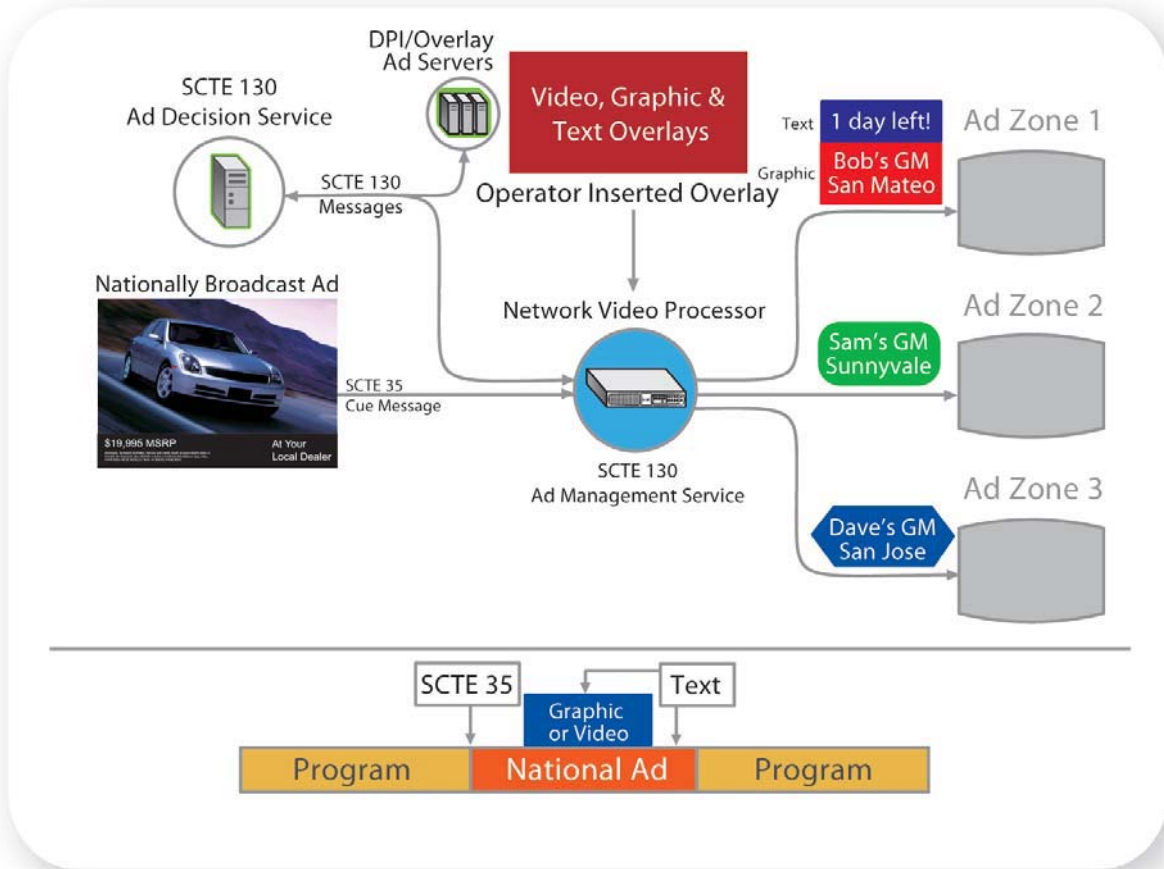 DPI/Overlay
Ad Servers
SCTE 130
Ad Decision Service
SCTE 130
Messages
Video, Graphic &
Text Overlays
Operator Inserted Overlay
Text
1 day left!
Graphic
Bob's GM
San Mateo
Ad Zone 1
Nationally Broadcast Ad
$19,995 MSRP
At Your
Local Dealer
SCTE 35
Cue Message
Network Video Processor
SCTE 130
Ad Management Service
Sam's GM
Sunnyvale
Ad Zone 2
Dave's GM
San Jose
Ad Zone 3
SCTE 35
Graphic
or Video
Text
Program
National Ad
Program